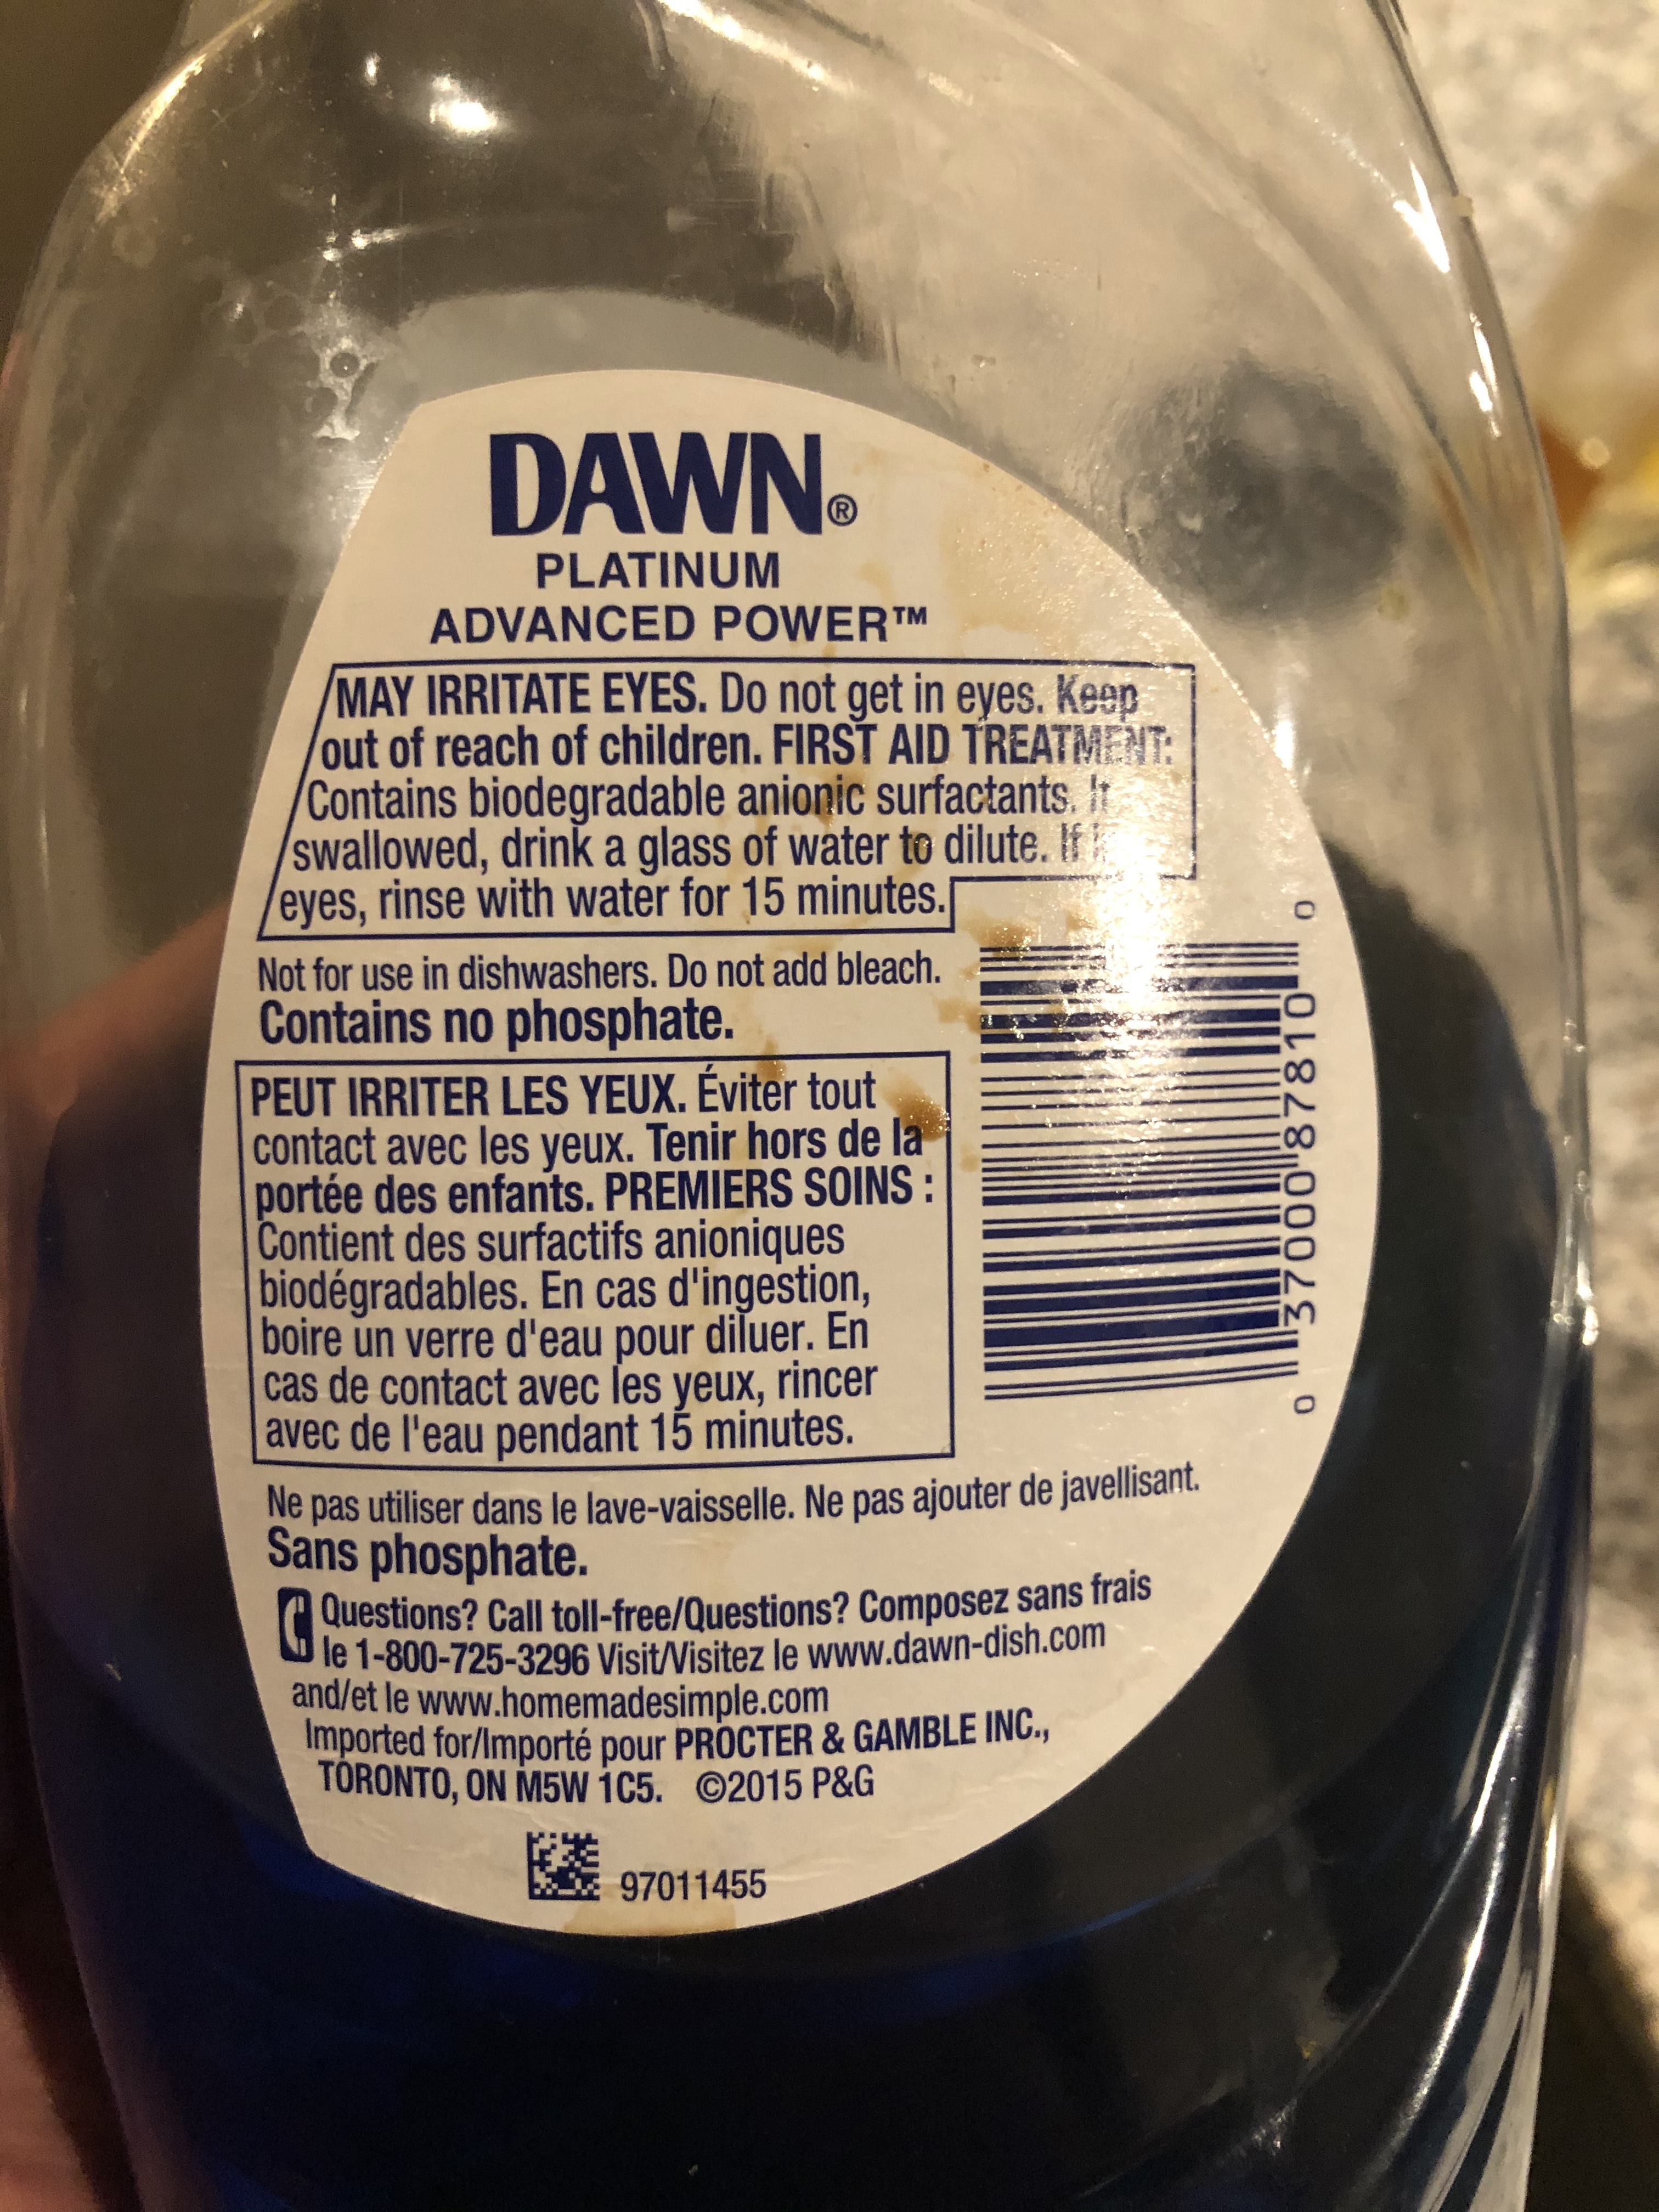 DAWN®
PLATINUM
ADVANCED POWER™
MAY IRRITATE EYES. Do not get in eyes. Keep
out of reach of children. FIRST AID TREATMENT:
Contains biodegradable anionic surfactants. If
swallowed, drink a glass of water to dilute. If
eyes, rinse with water for 15 minutes.
Not for use in dishwashers. Do not add bleach.
Contains no phosphate.
PEUT IRRITER LES YEUX. Éviter tout
contact avec les yeux. Tenir hors de la
portée des enfants. PREMIERS SOINS :
Contient des surfactifs anioniques
biodégradables. En cas d'ingestion,
boire un verre d'eau pour diluer. En
cas de contact avec les yeux, rincer
avec de l'eau pendant 15 minutes.
0 37000 87810 0
Ne pas utiliser dans le lave-vaisselle. Ne pas ajouter de javellisant.
Sans phosphate.
Questions? Call toll-free/Questions? Composez sans frais
le 1-800-725-3296 Visit/Visitez le www.dawn-dish.com
and/et le www.homemadesimple.com
Imported for/Importé pour PROCTER & GAMBLE INC.,
TORONTO, ON M5W 1C5. ©2015 P&G
97011455